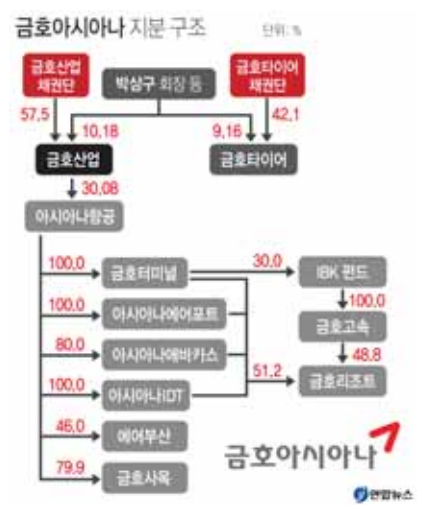 금호아시아나 지분 구조
단위: %
금호산업
채권단
박삼구 회장 등
금호타이어
채권단
57.5
10.18
9.16
42.1
금호산업
금호타이어
30.08
아시아나항공
100.0
금호터미널
30.0
IBK 펀드
100.0
100.0
아시아나에어포트
금호고속
80.0
아시아나애바카스
48.8
51.2
금호리조트
100.0
아시아나IDT
46.0
에어부산
79.9
금호사옥
금호아시아나
연합뉴스